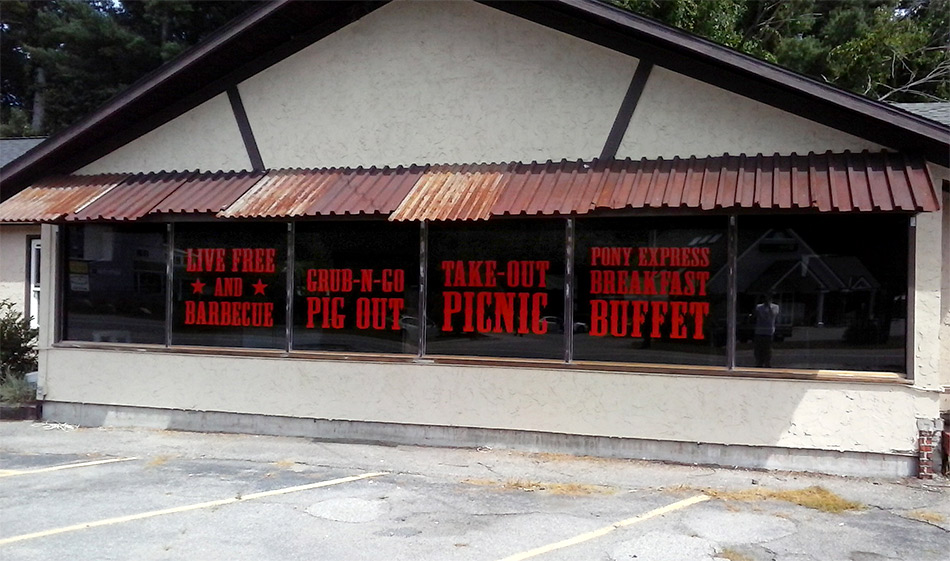 LIVE FREE
★ AND ★
BARBECUE
GRUB-N-GO
PIG OUT
TAKE-OUT
PICNIC
PONY EXPRESS
BREAKFAST
BUFFET